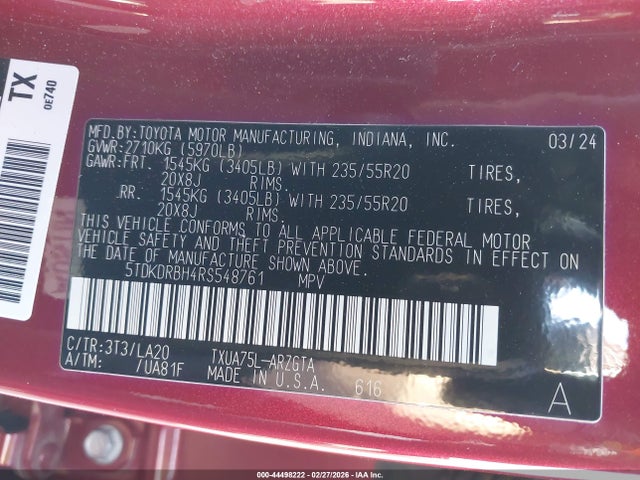 TX
0E740
MFD.BY:TOYOTA MOTOR MANUFACTURING, INDIANA, INC. 03/24
GVWR:2710KG (5970LB)
GAWR:FRT. 1545KG (3405LB) WITH 235/55R20 TIRES,
20X8J RIMS.
RR. 1545KG (3405LB) WITH 235/55R20 TIRES,
20X8J RIMS.
THIS VEHICLE CONFORMS TO ALL APPLICABLE FEDERAL MOTOR
VEHICLE SAFETY AND THEFT PREVENTION STANDARDS IN EFFECT ON
THE DATE OF MANUFACTURE SHOWN ABOVE.
5TDKDRBH4RS548761 MPV
C/TR:3T3/LA20 TXUA75L-ARZGTA
A/TM: /UA81F MADE IN U.S.A. 616
A
000-44498222 - 02/27/2026 - IAA Inc.